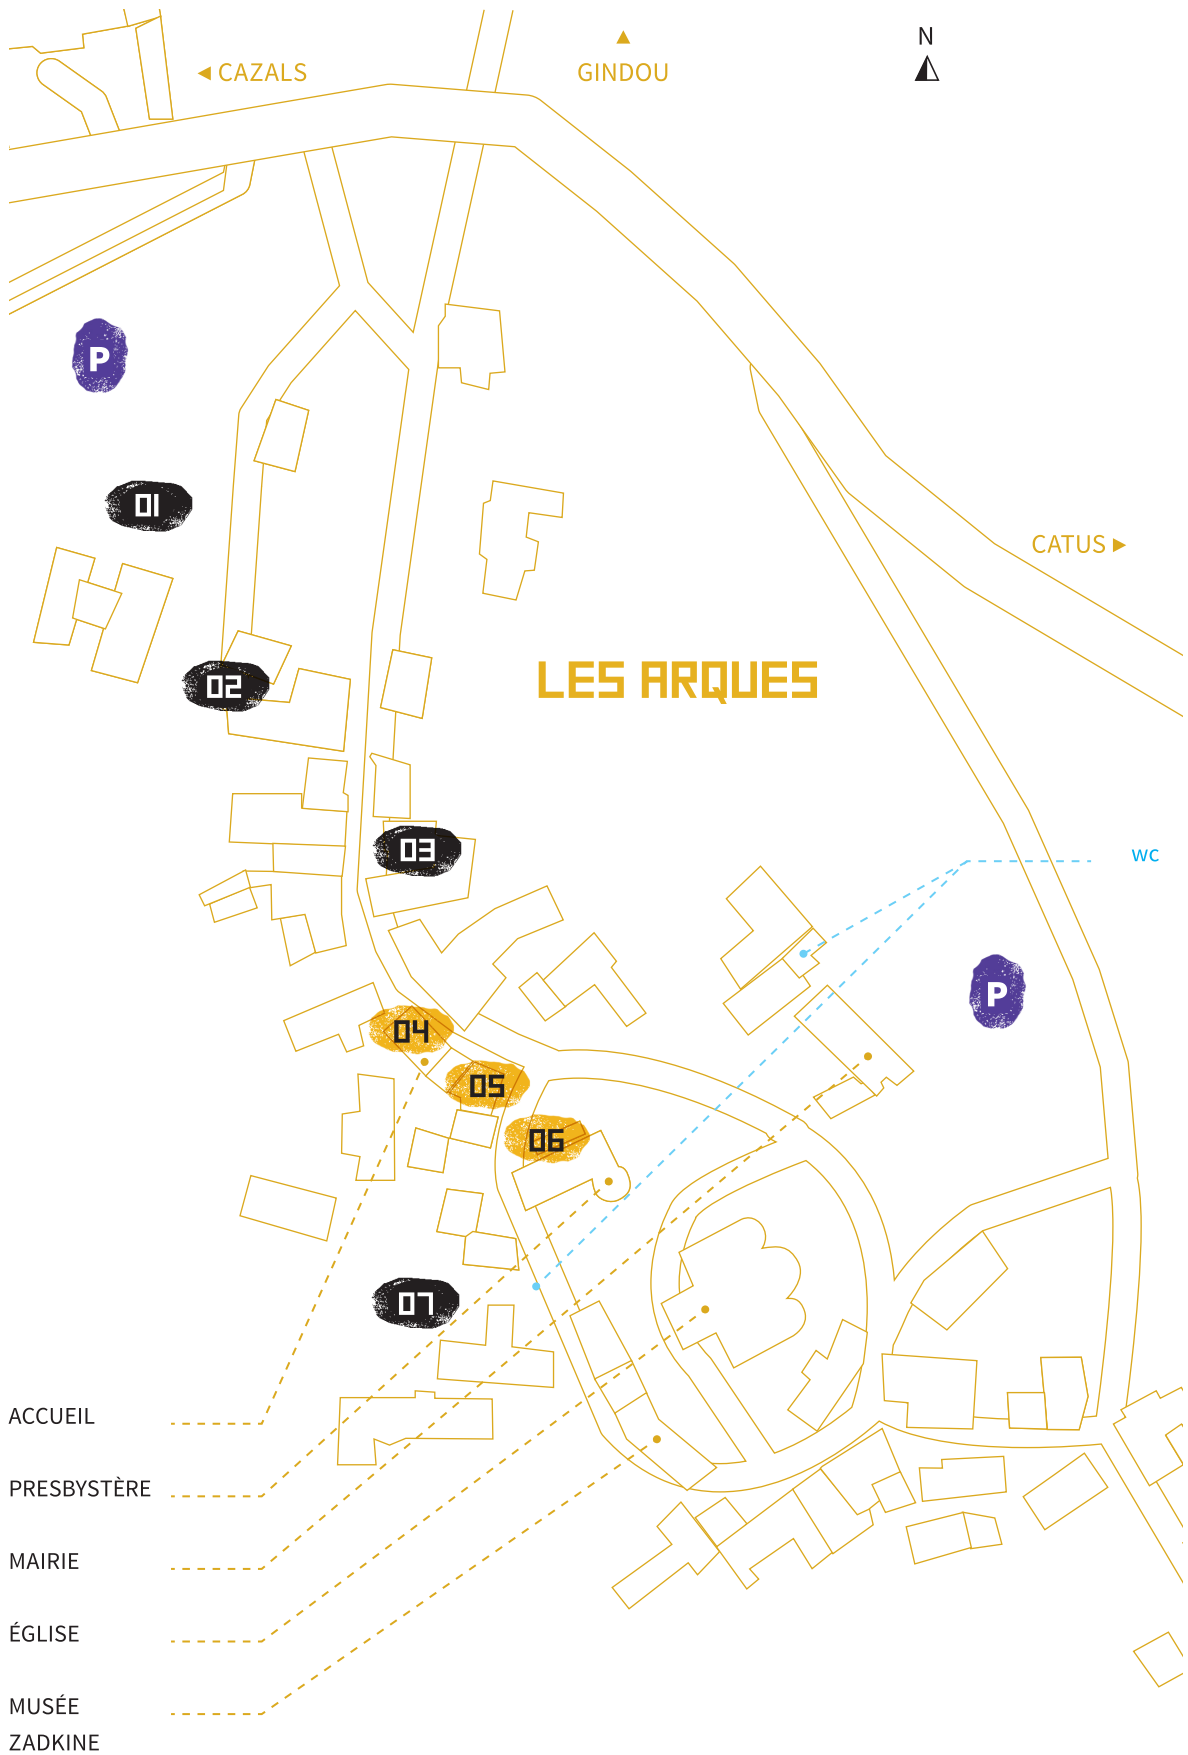 N
CAZALS
GINDOU
P
01
CATUS
02
LES ARQUES
03
wc
P
04
05
06
07
ACCUEIL
PRESBYSTÈRE
MAIRIE
ÉGLISE
MUSÉE
ZADKINE